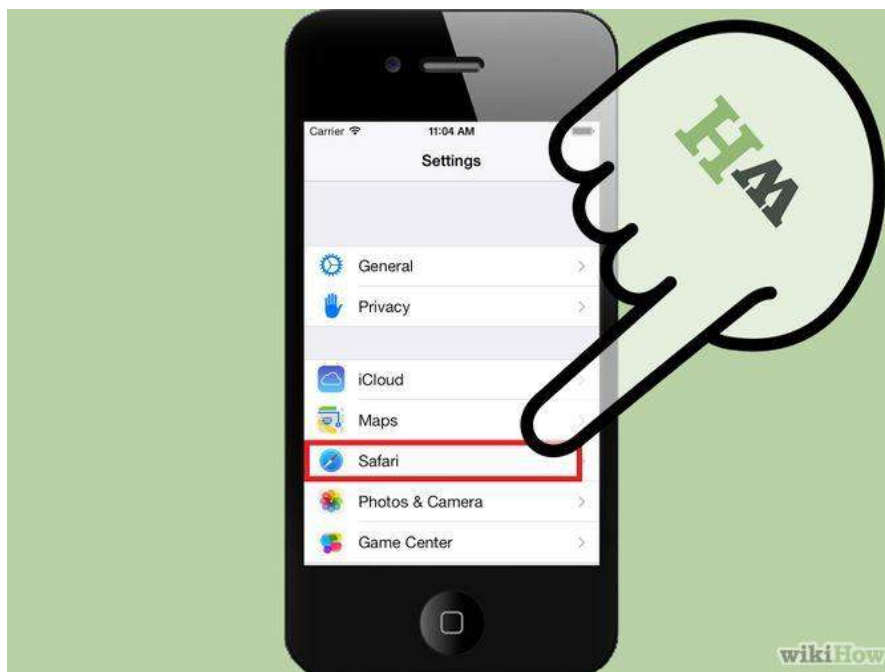 Carrier 11:04 AM
Settings
General
Privacy
iCloud
Maps
Safari
Photos & Camera
Game Center
wH
wikiHow